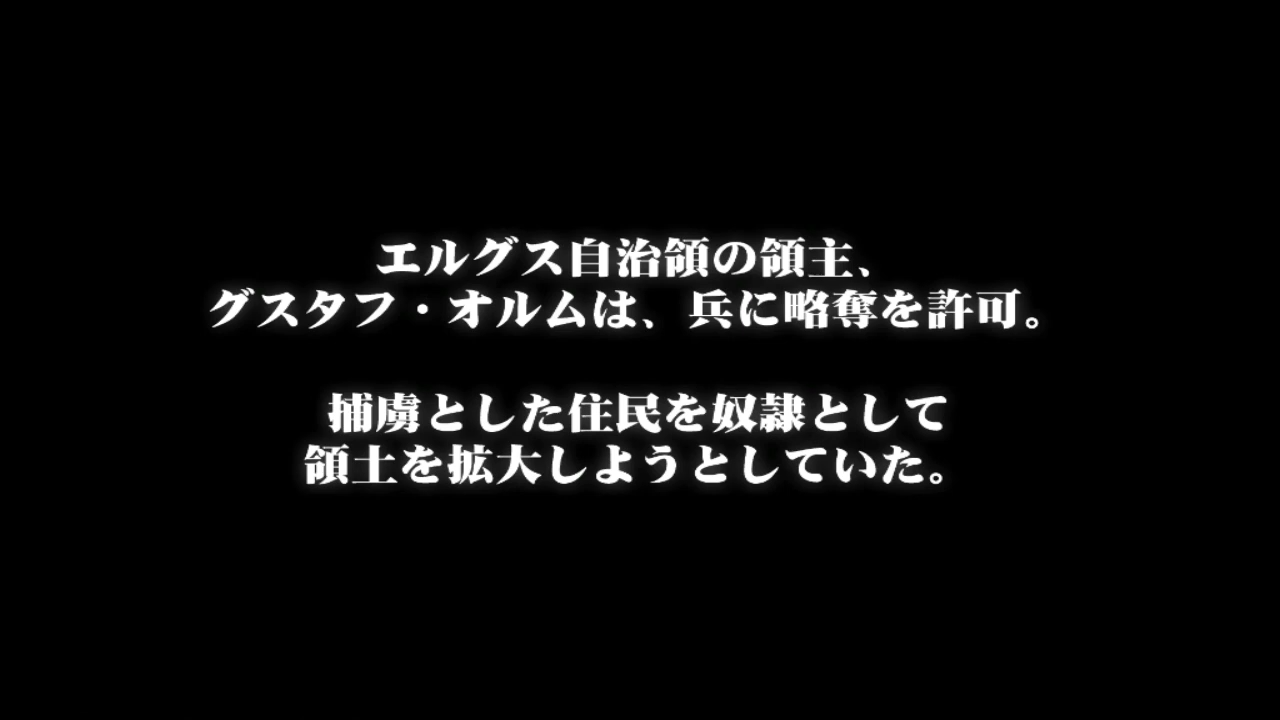 エルグス自治領の領主、
グスタフ・オルムは、兵に略奪を許可。
捕虜とした住民を奴隷として
領土を拡大しようとしていた。